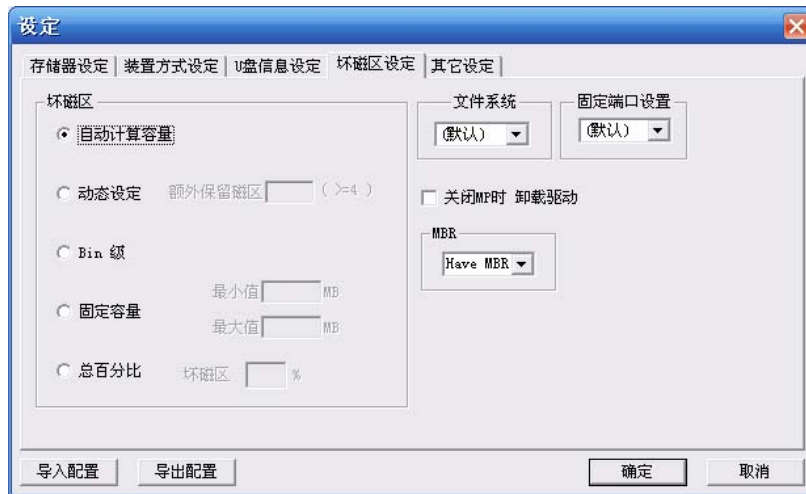 设定
存储器设定 装置方式设定 U盘信息设定 坏磁区设定 其它设定
坏磁区
自动计算容量
动态设定 额外保留磁区 ( >=4 )
Bin 级
固定容量
最小值 MB
最大值 MB
总百分比 坏磁区 %
文件系统
(默认)
固定端口设置
(默认)
关闭MP时 卸载驱动
MBR
Have MBR
导入配置 导出配置 确定 取消